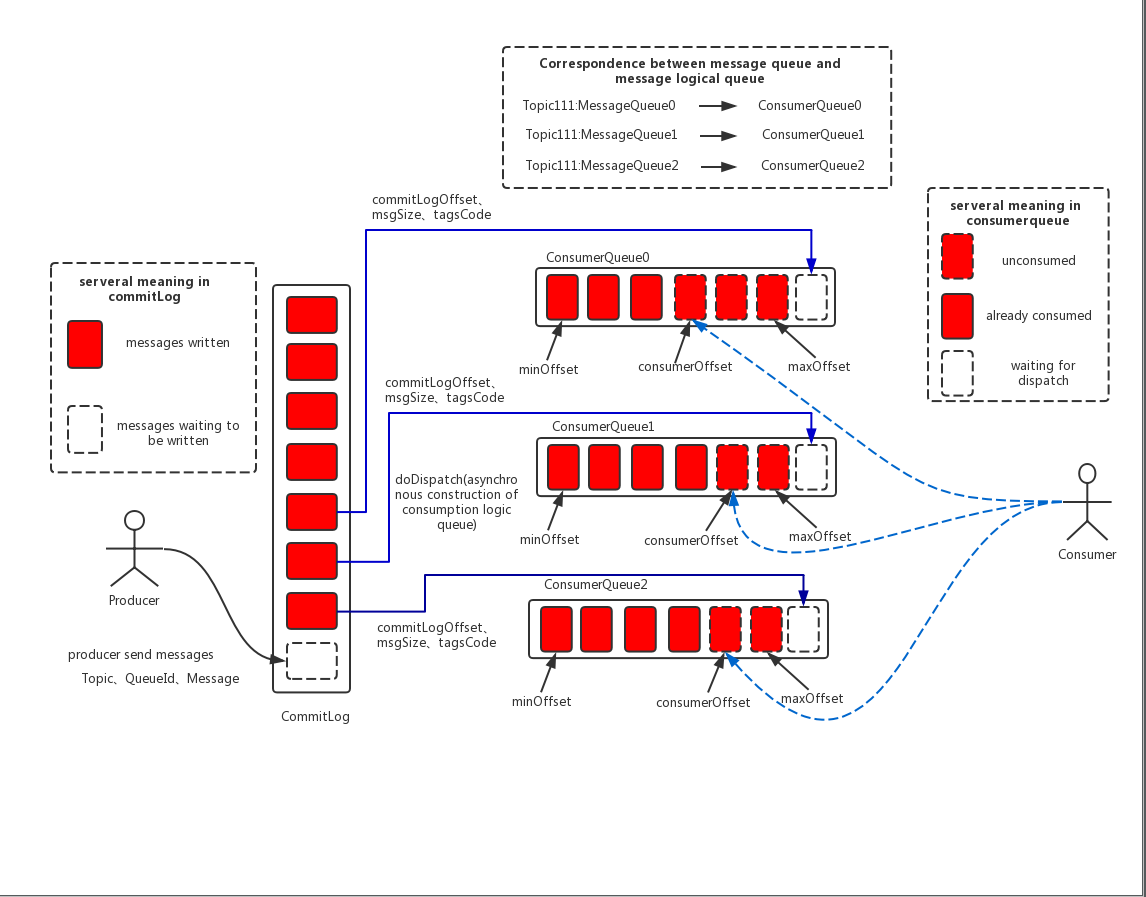 Correspondence between message queue and
message logical queue
Topic111:MessageQueue0 ConsumerQueue0
Topic111:MessageQueue1 ConsumerQueue1
Topic111:MessageQueue2 ConsumerQueue2
serveral meaning in
consumerqueue
unconsumed
already consumed
waiting for
dispatch
serveral meaning in
commitLog
messages written
messages waiting to
be written
commitLogOffset、
msgSize、tagsCode
ConsumerQueue0
minOffset
consumerOffset
maxOffset
commitLogOffset、
msgSize、tagsCode
ConsumerQueue1
doDispatch(asynchro
nous construction of
consumption logic
queue)
minOffset
consumerOffset
maxOffset
ConsumerQueue2
commitLogOffset、
msgSize、tagsCode
minOffset
consumerOffset
maxOffset
Producer
producer send messages
Topic、QueueId、Message
CommitLog
Consumer